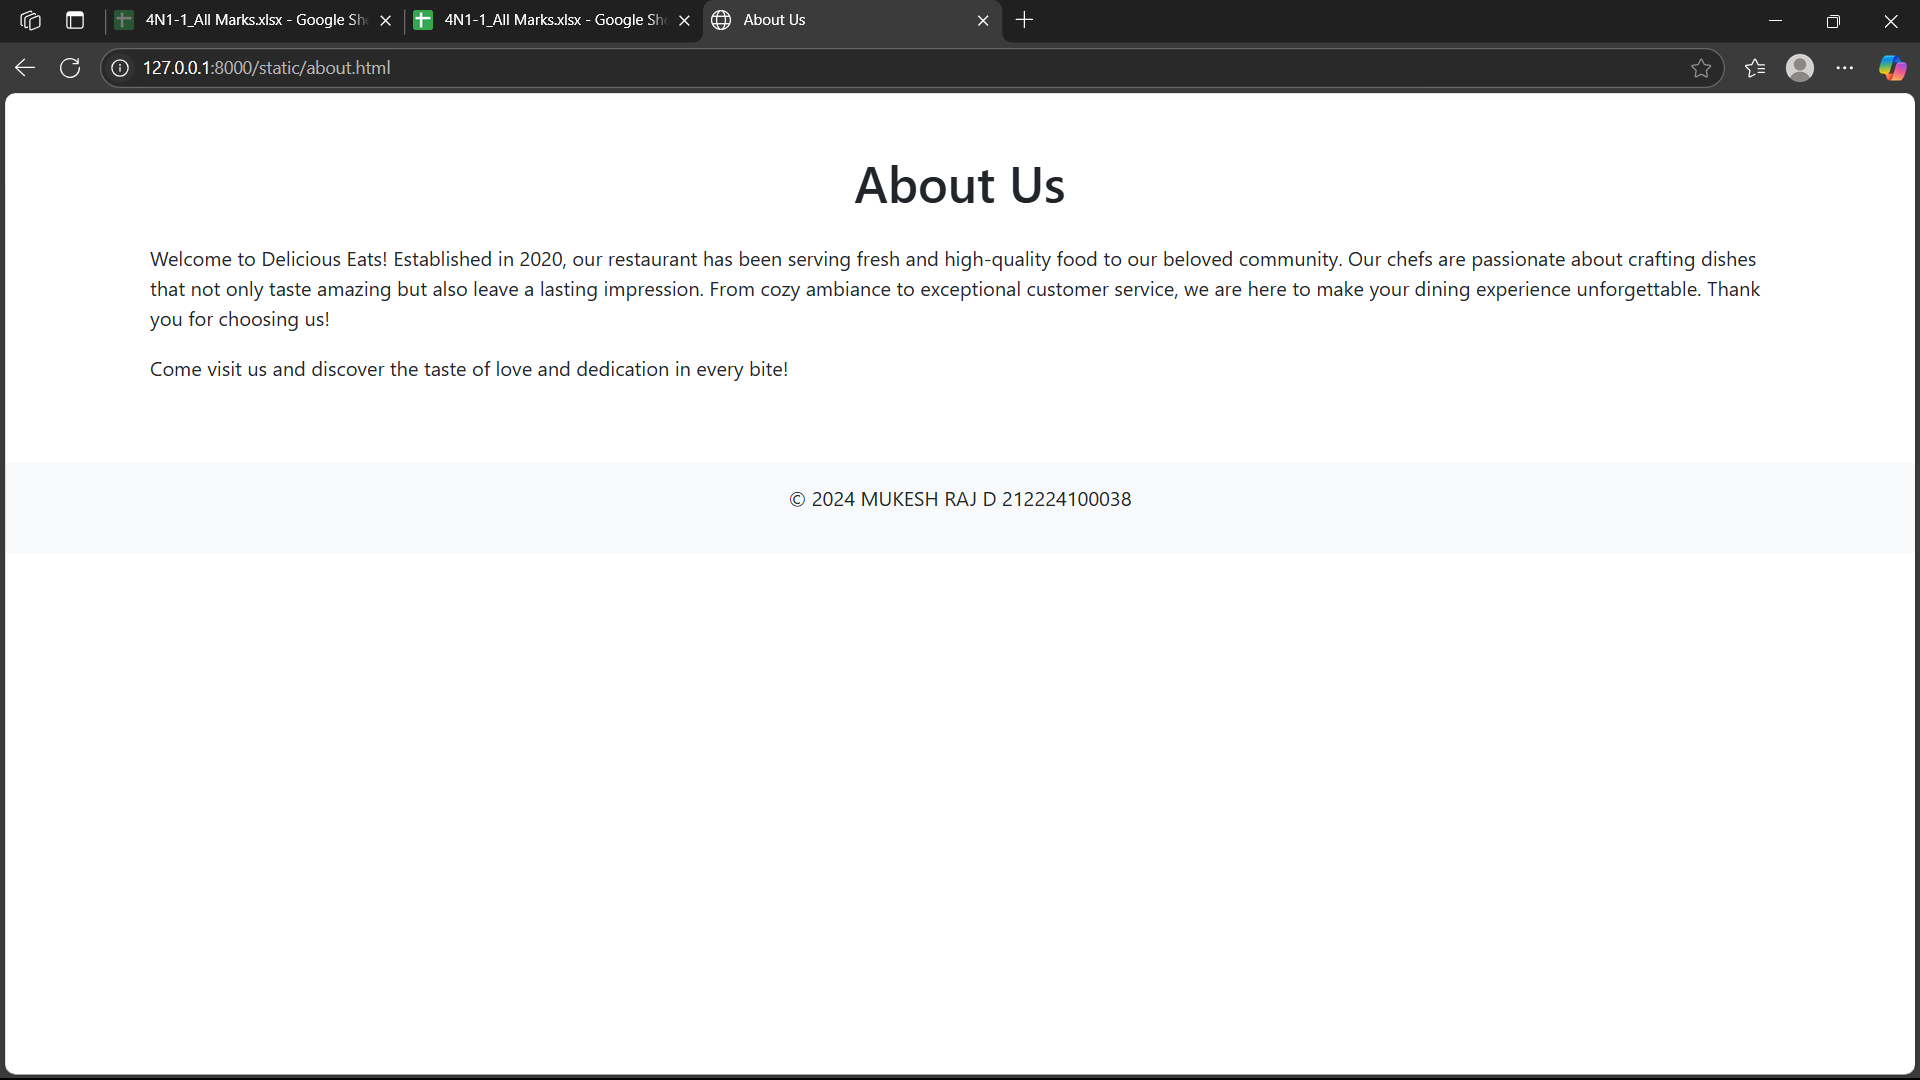 4N1-1_All Marks.xlsx - Google She
4N1-1_All Marks.xlsx - Google She
About Us
127.0.0.1:8000/static/about.html
About Us
Welcome to Delicious Eats! Established in 2020, our restaurant has been serving fresh and high-quality food to our beloved community. Our chefs are passionate about crafting dishes
that not only taste amazing but also leave a lasting impression. From cozy ambiance to exceptional customer service, we are here to make your dining experience unforgettable. Thank
you for choosing us!
Come visit us and discover the taste of love and dedication in every bite!
© 2024 MUKESH RAJ D 212224100038